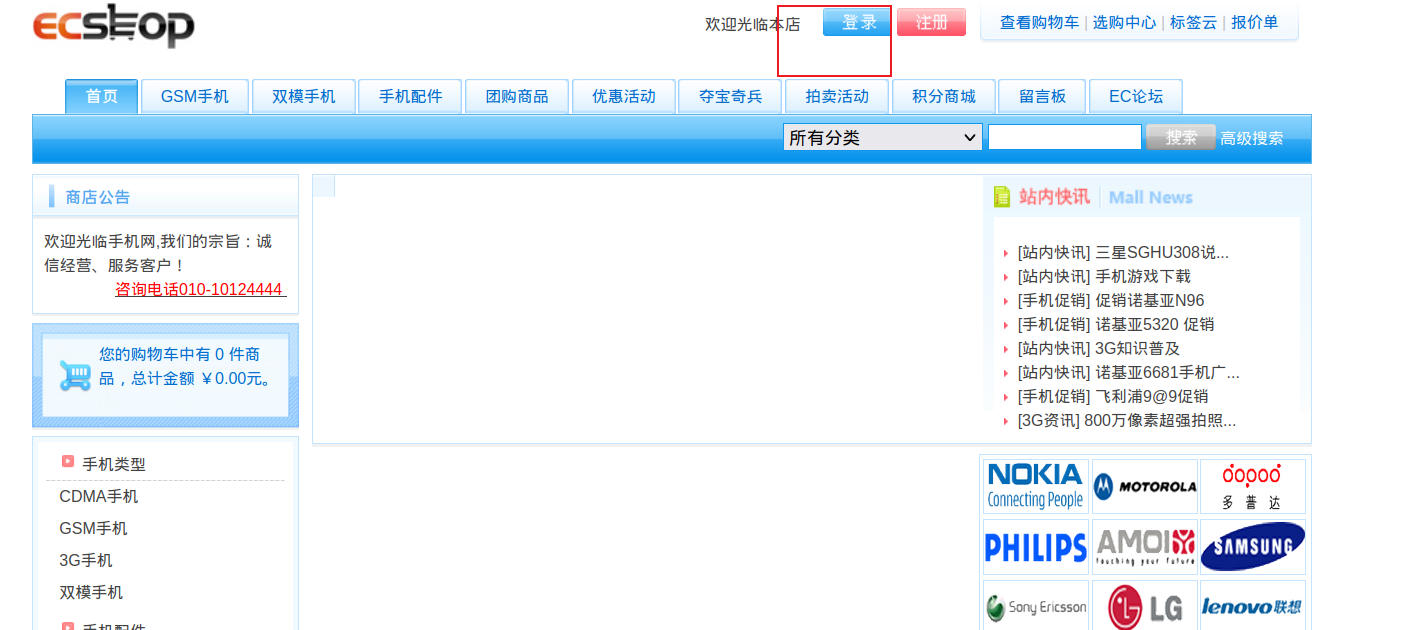 ECSHOP
欢迎光临本店 登录 注册 查看购物车 | 选购中心 | 标签云 | 报价单
首页 GSM手机 双模手机 手机配件 团购商品 优惠活动 夺宝奇兵 拍卖活动 积分商城 留言板 EC论坛
所有分类 搜索 高级搜索
商店公告
欢迎光临手机网,我们的宗旨：诚
信经营、服务客户！
咨询电话010-10124444
您的购物车中有 0 件商
品，总计金额 ￥0.00元。
手机类型
CDMA手机
GSM手机
3G手机
双模手机
手机配件
站内快讯 Mall News
[站内快讯] 三星SGHU308说...
[站内快讯] 手机游戏下载
[手机促销] 促销诺基亚N96
[手机促销] 诺基亚5320 促销
[站内快讯] 3G知识普及
[站内快讯] 诺基亚6681手机广...
[手机促销] 飞利浦9@9促销
[3G资讯] 800万像素超强拍照...
NOKIA
Connecting People
MOTOROLA
dopod
多普达
PHILIPS
AMOI
touching your future
SAMSUNG
Sony Ericsson
LG
lenovo联想